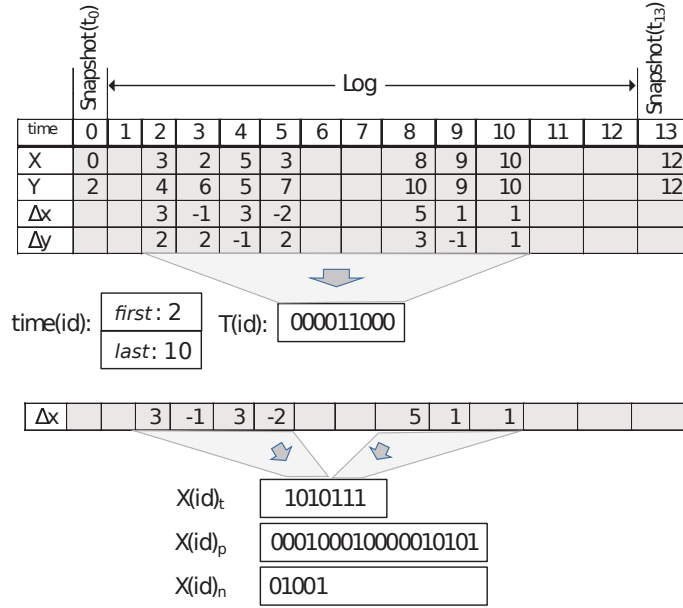 Snapshot(t0)
Snapshot(t13)
Log
time 0 1 2 3 4 5 6 7 8 9 10 11 12 13
X 0 3 2 5 3 8 9 10 12
Y 2 4 6 5 7 10 9 10 12
Δx 3 -1 3 -2 5 1 1
Δy 2 2 -1 2 3 -1 1
time(id): first: 2 T(id): 000011000
last: 10
Δx 3 -1 3 -2 5 1 1
X(id)t 1010111
X(id)p 000100010000010101
X(id)n 01001